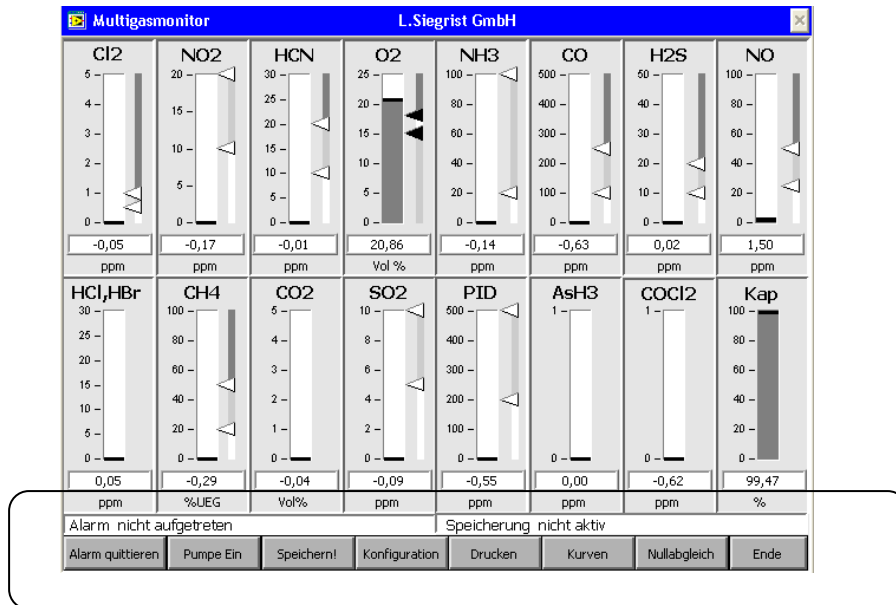 Multigasmonitor L.Siegrist GmbH
Cl2 NO2 HCN O2 NH3 CO H2S NO
5 20 30 25 100 500 50 100
25
4 20 80 400 40 80
15
3 20 15 60 300 30 60
10 15
2 10 40 200 20 40
10
1 5 5 20 100 10 20
5
0 0 0 0 0 0 0 0
-0,05 -0,17 -0,01 20,86 -0,14 -0,63 0,02 1,50
ppm ppm ppm Vol % ppm ppm ppm ppm
HCl,HBr CH4 CO2 SO2 PID AsH3 COCl2 Kap
30 100 5 10 500 1 1 100
25
80 4 8 400 80
20
60 3 6 300 60
15
10 40 2 4 200 40
5 20 1 2 100 20
0 0 0 0 0 0 0 0
0,05 -0,29 -0,04 -0,09 -0,55 0,00 -0,62 99,47
ppm %UEG Vol% ppm ppm ppm ppm %
Alarm nicht aufgetreten Speicherung nicht aktiv
Alarm quittieren Pumpe Ein Speichern! Konfiguration Drucken Kurven Nullabgleich Ende